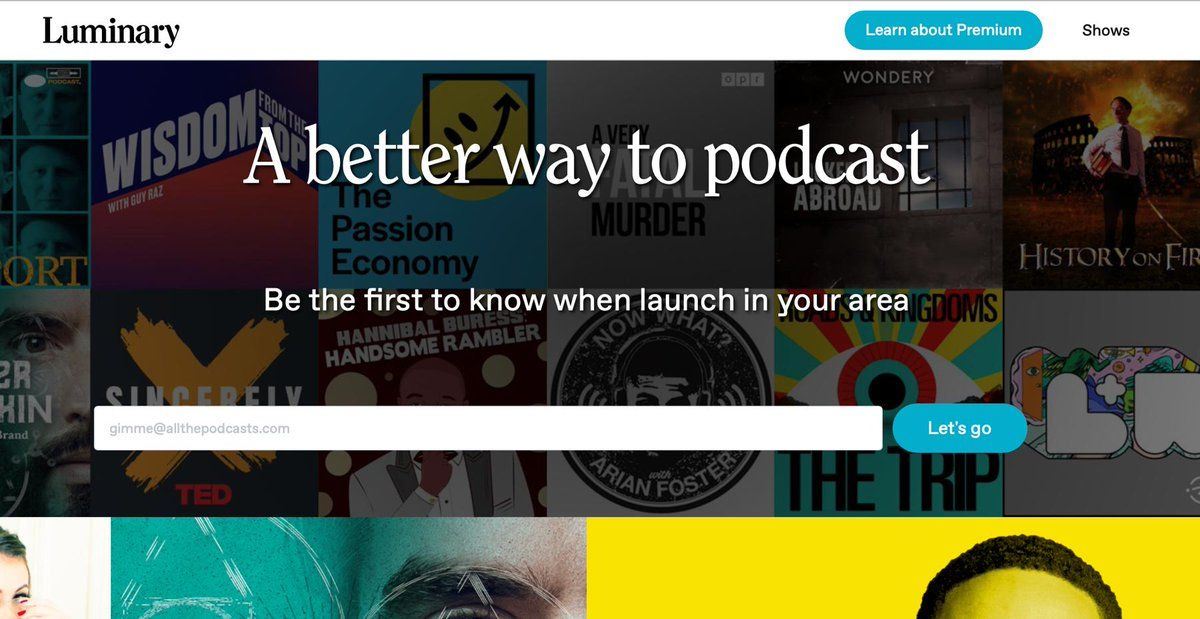 Luminary
Learn about Premium
Shows
PODCAST.
WISDOM
FROM THE
TOP
WITH GUY RAZ
The
Passion
Economy
A VERY
FATAL
MURDER
opr
WONDERY
ABROAD
HISTORY ON FIR
A better way to podcast
ORT
Be the first to know when launch in your area
KIN
Brand
SINCERELY
TED
HANNIBAL BURESS:
HANDSOME RAMBLER
NOW WHAT?
with
ARIAN FOSTER
ROADS & KINGDOMS
THE TRIP
gimme@allthepodcasts.com
Let's go